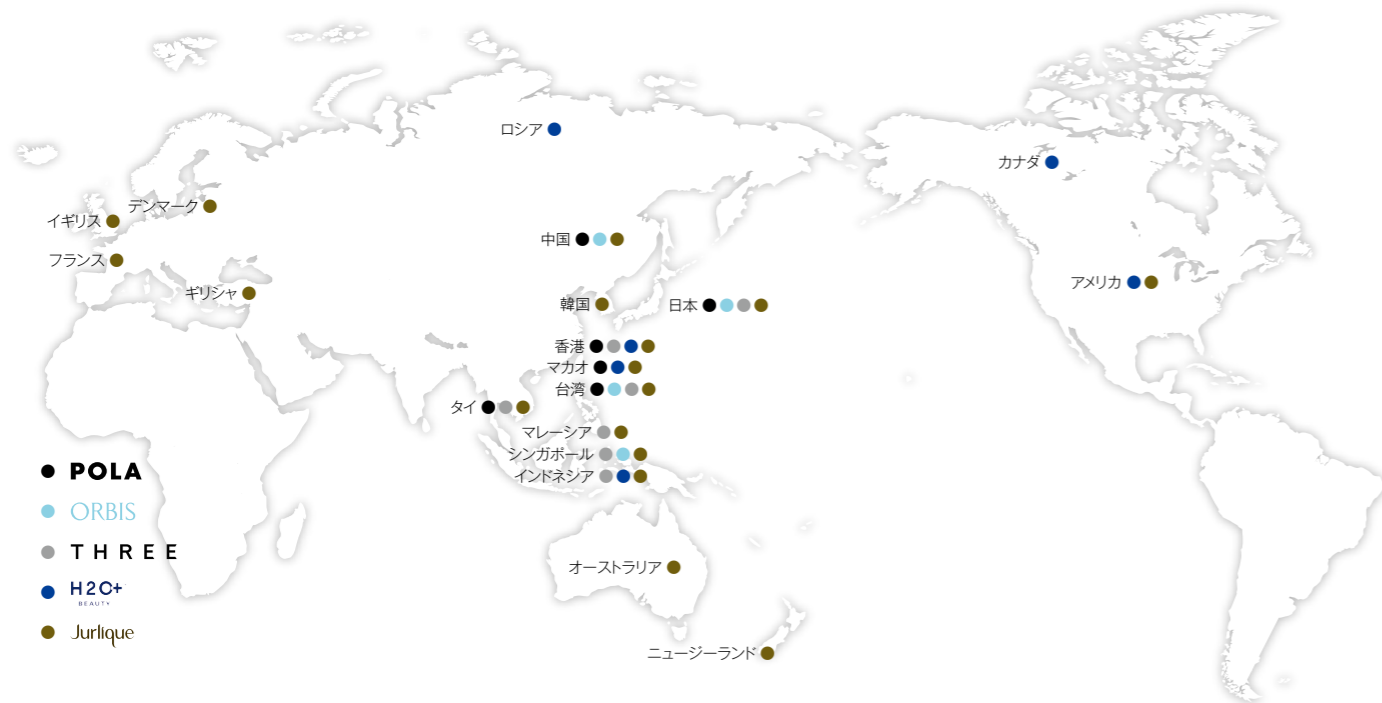 ロシア
カナダ
デンマーク
イギリス
中国
フランス
アメリカ
ギリシャ
韓国
日本
香港
マカオ
台湾
タイ
マレーシア
シンガポール
インドネシア
POLA
ORBIS
THREE
H2O+
BEAUTY
Jurlique
オーストラリア
ニュージーランド